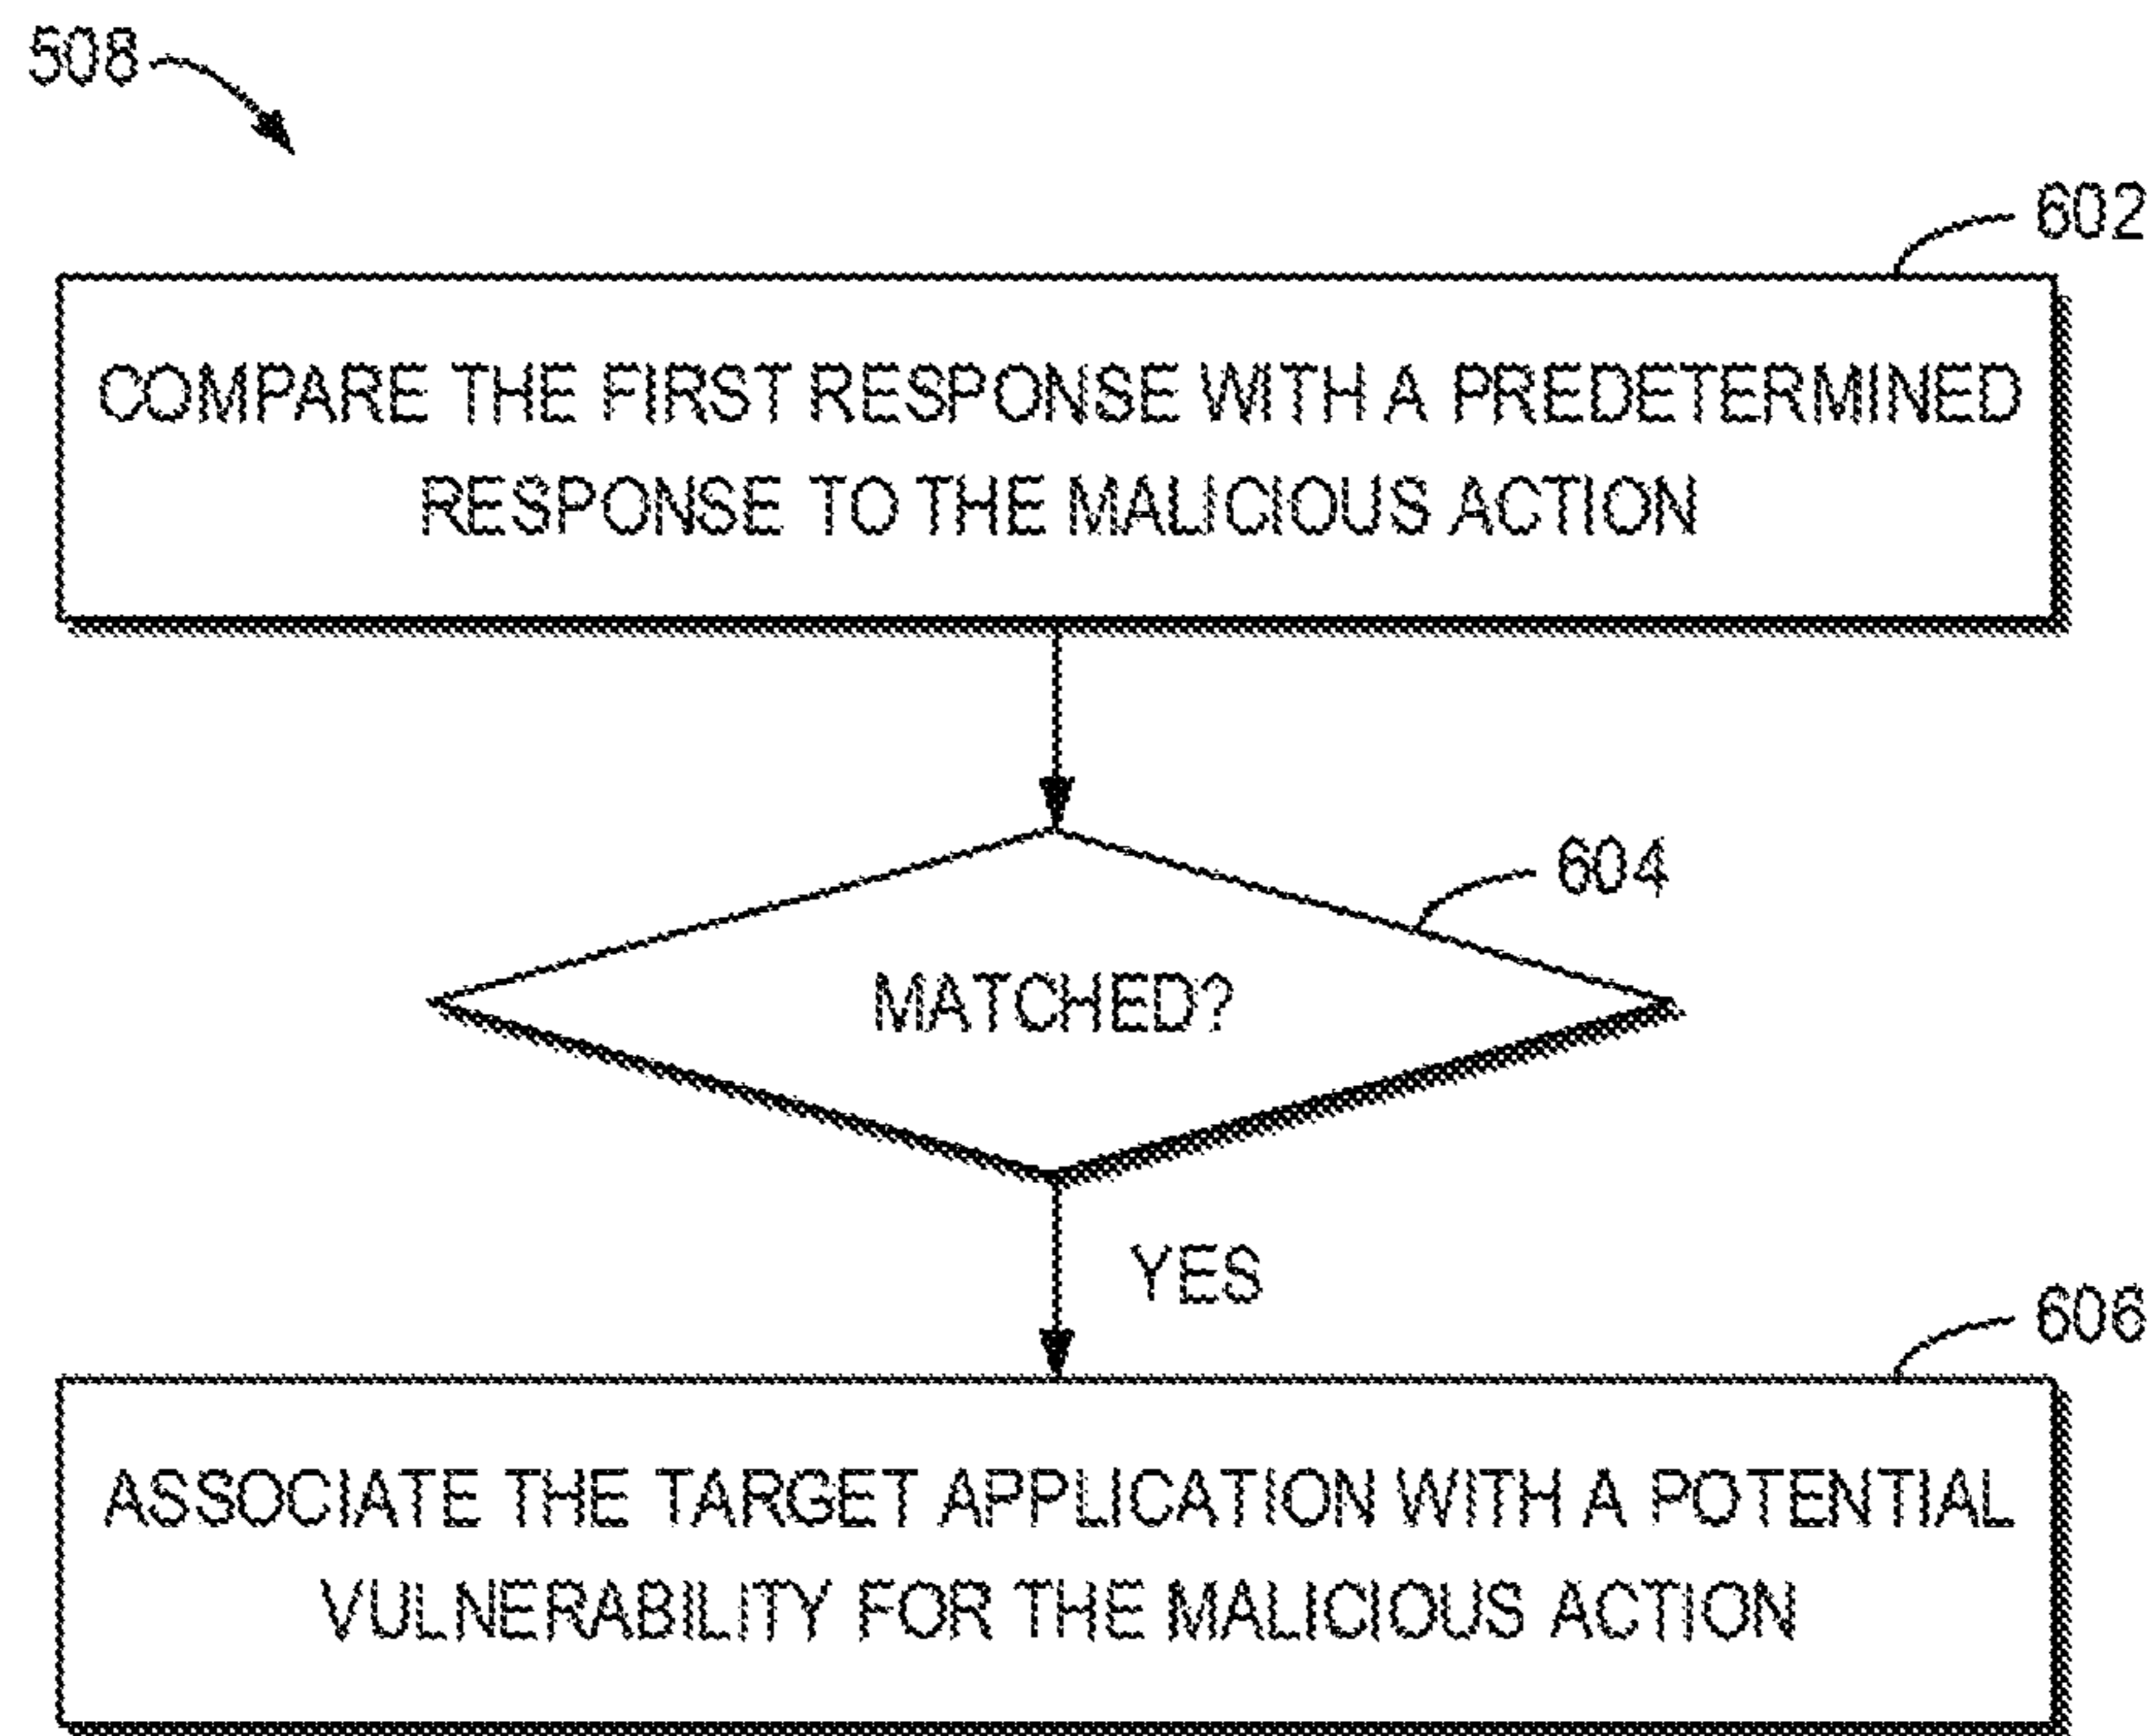 508
602
COMPARE THE FIRST RESPONSE WITH A PREDETERMINED
RESPONSE TO THE MALICIOUS ACTION
604
MATCHED?
YES
606
ASSOCIATE THE TARGET APPLICATION WITH A POTENTIAL
VULNERABILITY FOR THE MALICIOUS ACTION